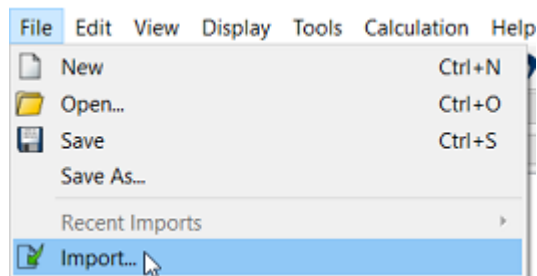 File Edit View Display Tools Calculation Help
New Ctrl+N
Open... Ctrl+O
Save Ctrl+S
Save As...
Recent Imports
Import...